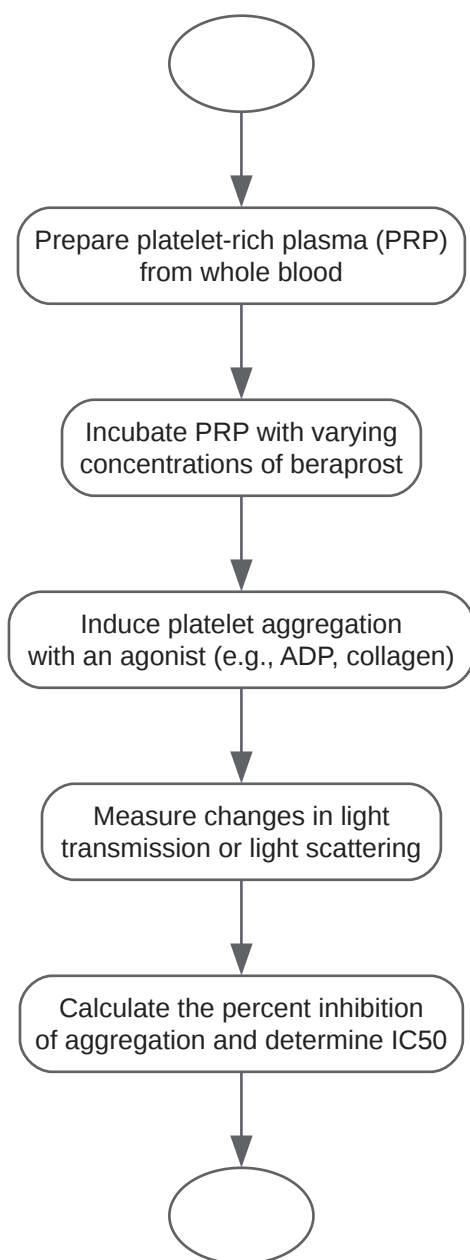 Prepare platelet-rich plasma (PRP)
from whole blood
Incubate PRP with varying
concentrations of beraprost
Induce platelet aggregation
with an agonist (e.g., ADP, collagen)
Measure changes in light
transmission or light scattering
Calculate the percent inhibition
of aggregation and determine IC50